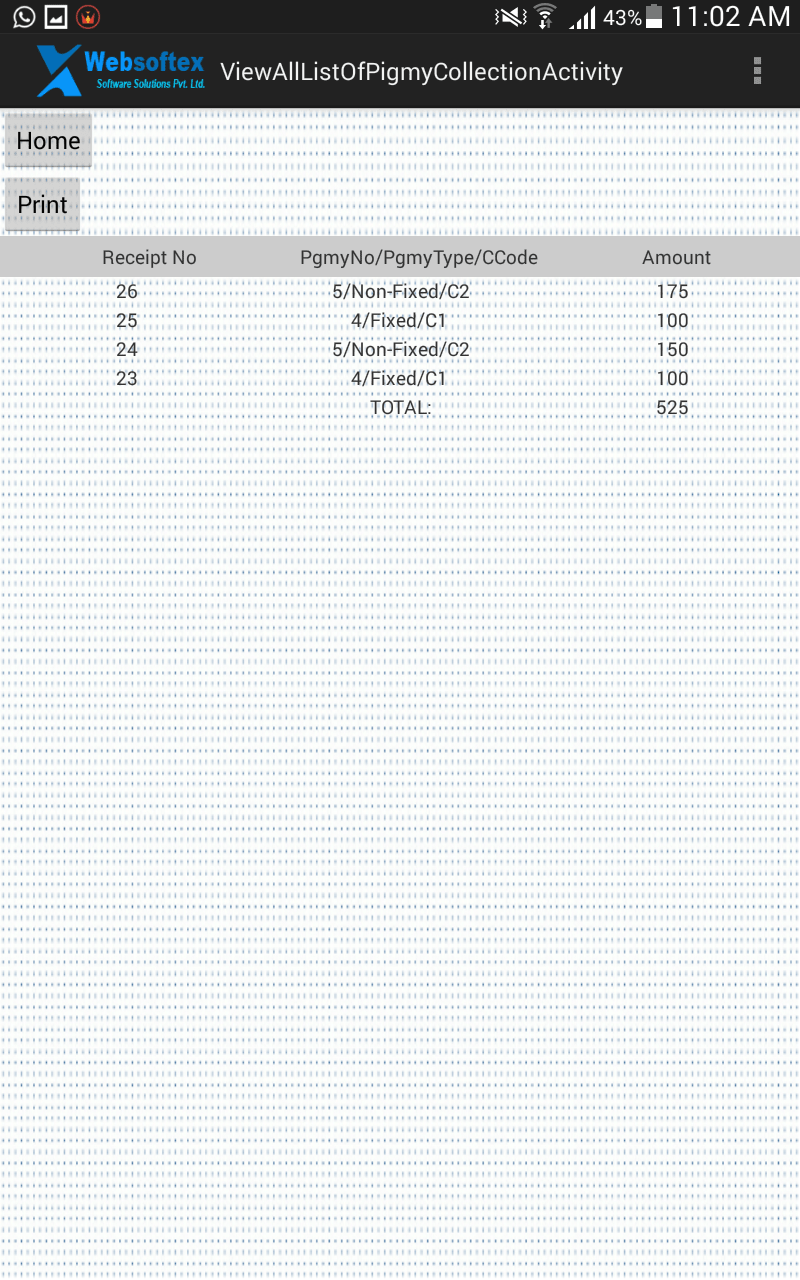 43% 11:02 AM
Websoftex
Software Solutions Pvt. Ltd.
ViewAllListOfPigmyCollectionActivity
Home
Print
Receipt No PgmyNo/PgmyType/CCode Amount
26 5/Non-Fixed/C2 175
25 4/Fixed/C1 100
24 5/Non-Fixed/C2 150
23 4/Fixed/C1 100
TOTAL: 525